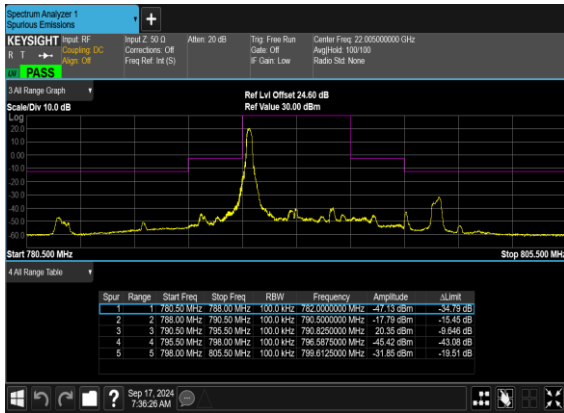 Spectrum Analyzer 1
Spurious Emissions
+
KEYSIGHT Input: RF Input Z: 50 Ω Atten: 20 dB Trig: Free Run Center Freq: 22.005000000 GHz
R T Coupling: DC Corrections: Off Gate: Off Avg|Hold: 100/100
Align: Off Freq Ref: Int (S) IF Gain: Low Radio Std: None
PASS
3 All Range Graph
Ref Lvl Offset 24.60 dB
Scale/Div 10.0 dB Ref Value 30.00 dBm
Log
20.0
10.0
0.00
-10.0
-20.0
-30.0
-40.0
-50.0
-60.0
Start 780.500 MHz Stop 805.500 MHz
4 All Range Table
Spur Range Start Freq Stop Freq RBW Frequency Amplitude ΔLimit
1 1 780.50 MHz 788.00 MHz 100.0 kHz 782.0000000 MHz -47.13 dBm -34.79 dB
2 2 788.00 MHz 790.50 MHz 100.0 kHz 790.5000000 MHz -17.79 dBm -15.45 dB
3 3 790.50 MHz 795.50 MHz 100.0 kHz 790.8250000 MHz 20.35 dBm -9.646 dB
4 4 795.50 MHz 798.00 MHz 100.0 kHz 796.5875000 MHz -45.42 dBm -43.08 dB
5 5 798.00 MHz 805.50 MHz 100.0 kHz 799.6125000 MHz -31.85 dBm -19.51 dB
?
Sep 17, 2024
7:36:26 AM